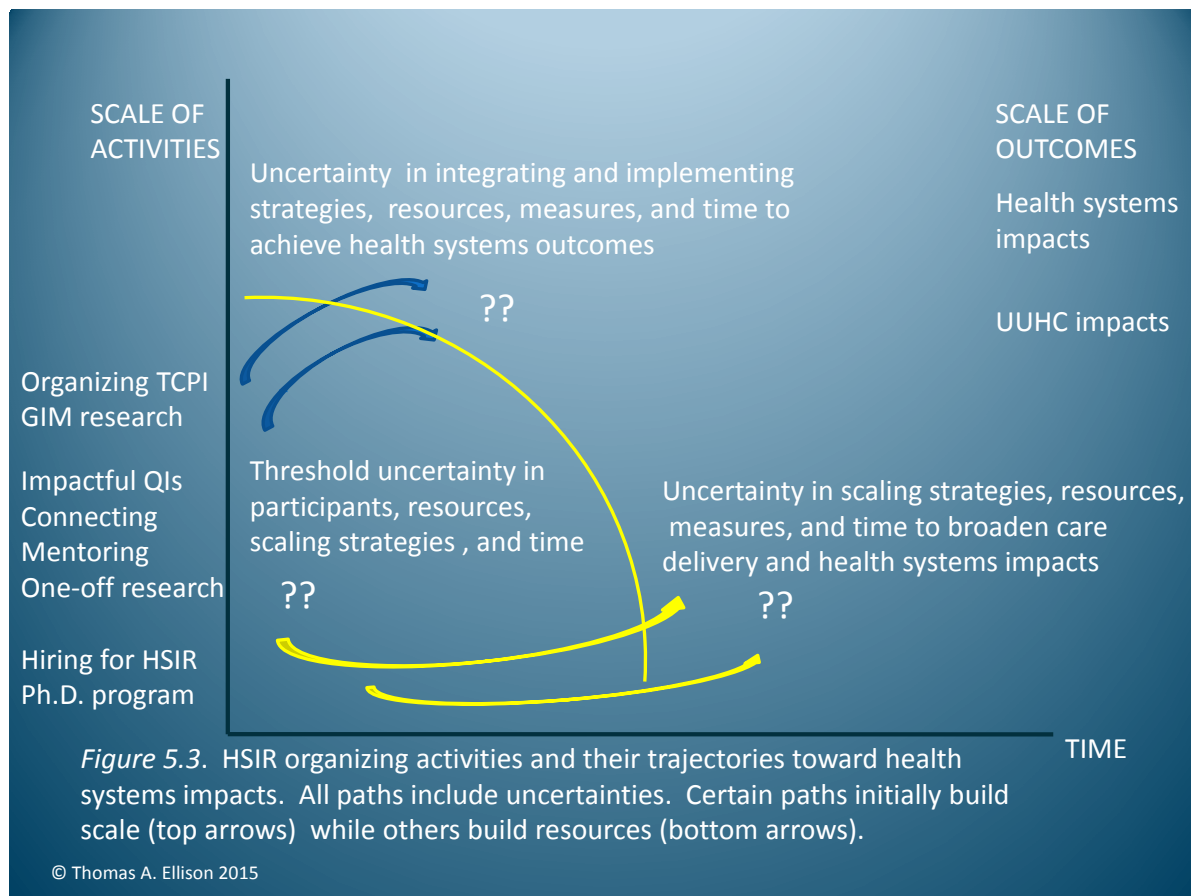 SCALE OF
ACTIVITIES
SCALE OF
OUTCOMES
Uncertainty in integrating and implementing
strategies, resources, measures, and time to
achieve health systems outcomes
Health systems
impacts
??
UUHC impacts
Organizing TCPI
GIM research
Impactful QIs
Connecting
Mentoring
One-off research
Threshold uncertainty in
participants, resources,
scaling strategies , and time
??
Uncertainty in scaling strategies, resources,
measures, and time to broaden care
delivery and health systems impacts
??
Hiring for HSIR
Ph.D. program
TIME
Figure 5.3. HSIR organizing activities and their trajectories toward health
systems impacts. All paths include uncertainties. Certain paths initially build
scale (top arrows) while others build resources (bottom arrows).
© Thomas A. Ellison 2015